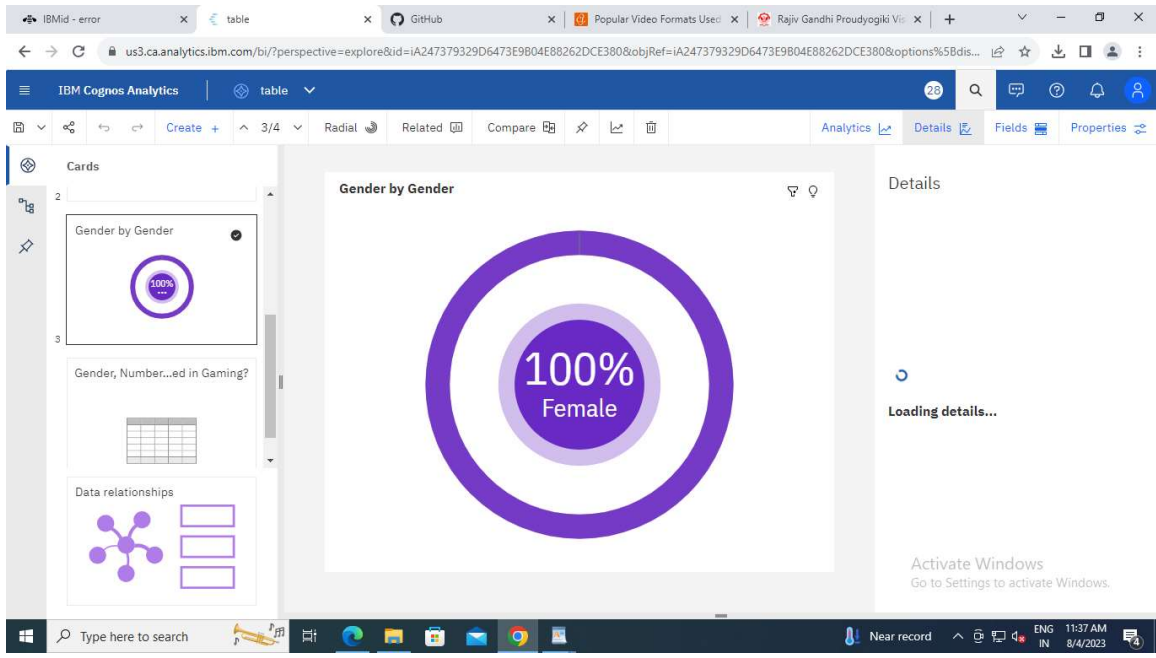 IBMid - error
table
GitHub
Popular Video Formats Used
Rajiv Gandhi Proudyogiki Vis
us3.ca.analytics.ibm.com/bi/?perspective=explore&id=iA247379329D6473E9B04E88262DCE380&objRef=iA247379329D6473E9B04E88262DCE380&options%5Bdis...
IBM Cognos Analytics
table
28
Create +
3/4
Radial
Related
Compare
Analytics
Details
Fields
Properties
Cards
2
Gender by Gender
100%
...
3
Gender, Number...ed in Gaming?
Data relationships
Gender by Gender
100%
Female
Details
Loading details...
Activate Windows
Go to Settings to activate Windows.
Type here to search
Near record
ENG
IN
11:37 AM
8/4/2023
4